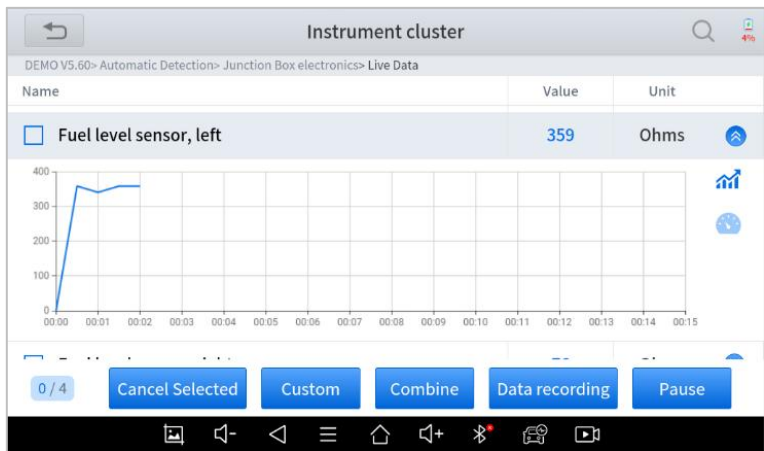 Instrument cluster
4%
DEMO V5.60> Automatic Detection> Junction Box electronics> Live Data
Name Value Unit
Fuel level sensor, left 359 Ohms
400
300
200
100
0
00:00 00:01 00:02 00:03 00:04 00:05 00:06 00:07 00:08 00:09 00:10 00:11 00:12 00:13 00:14 00:15
0 / 4 Cancel Selected Custom Combine Data recording Pause